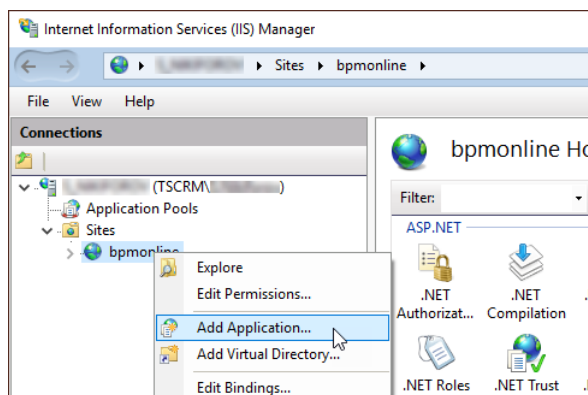 Internet Information Services (IIS) Manager
Sites bpmonline
File View Help
Connections
bpmonline Ho
(TSCRM\ )
Filter:
Application Pools
ASP.NET
Sites
bpmonline
Explore
Edit Permissions...
.NET Authorizat...
.NET Compilation
Add Application...
Add Virtual Directory...
Edit Bindings...
.NET Roles
.NET Trust